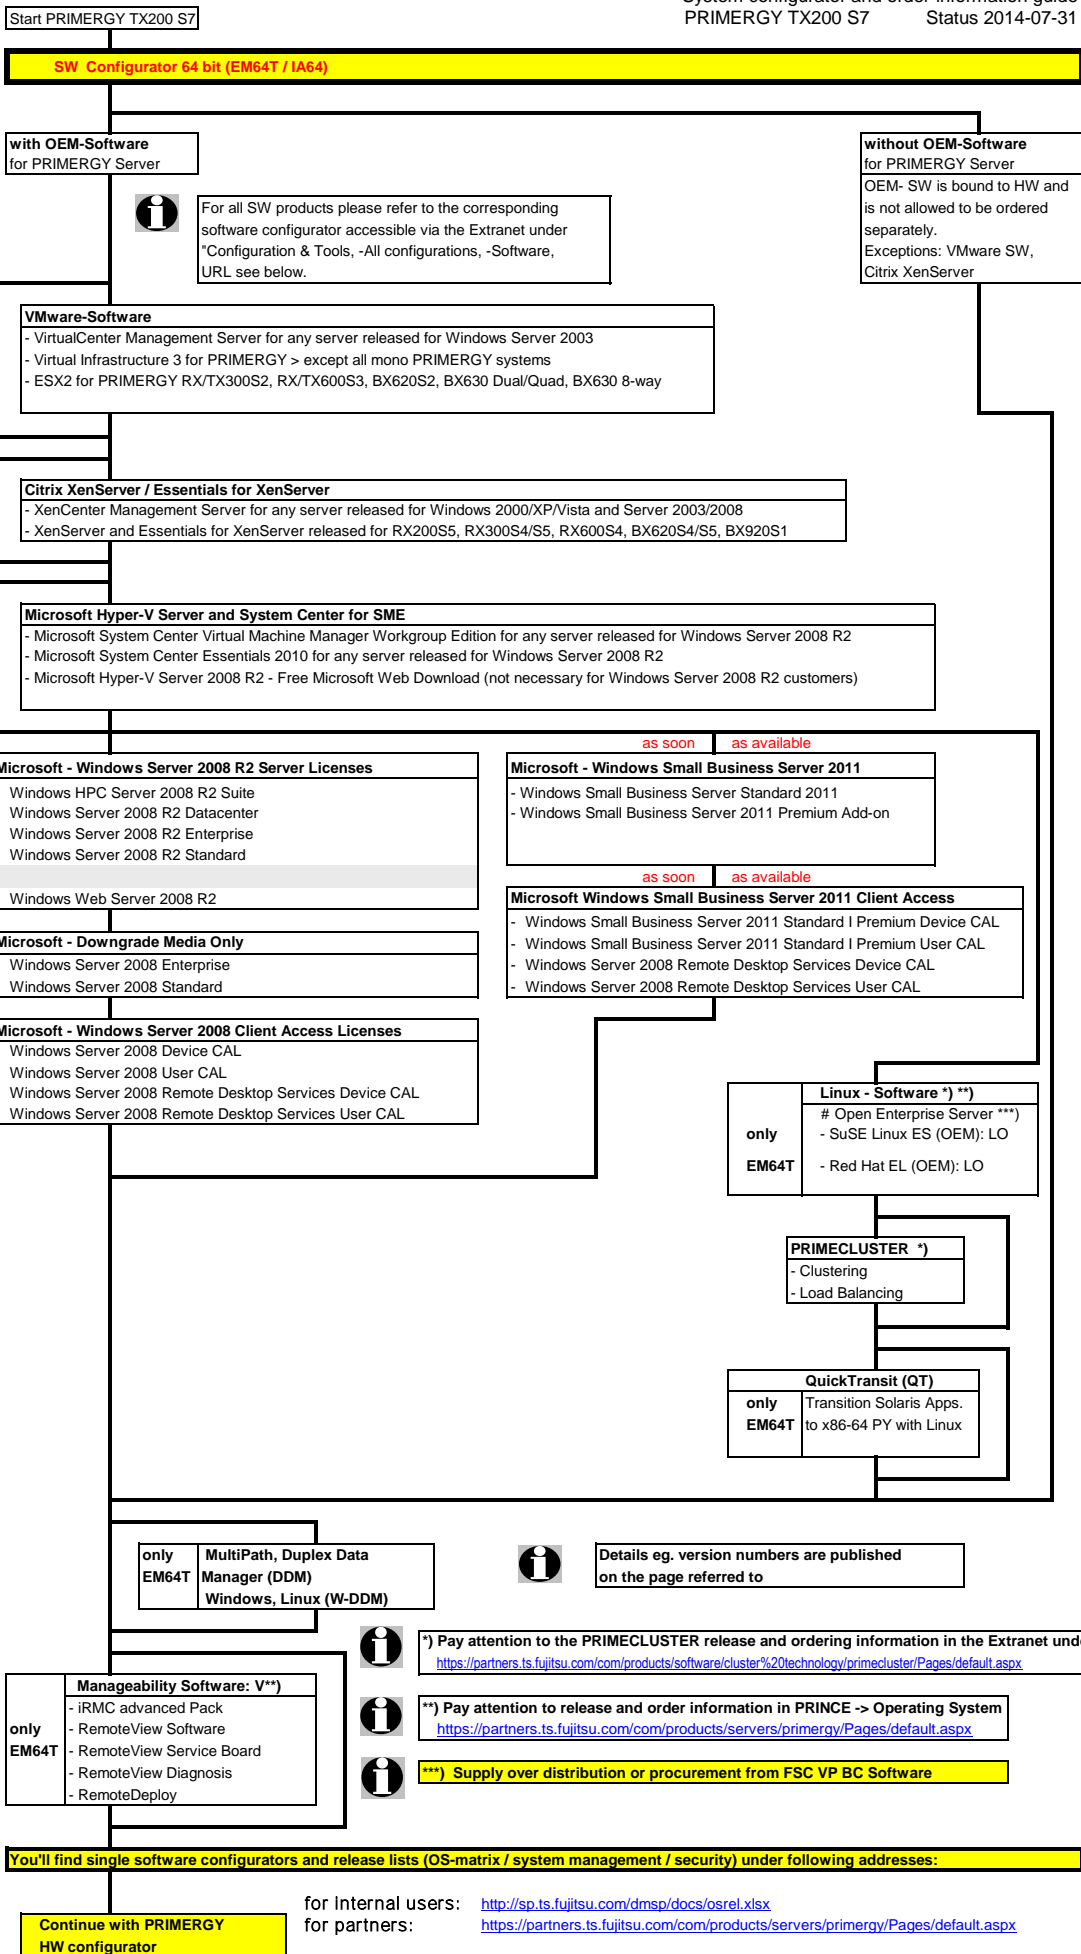 System configurator and order-information guide
Start PRIMERGY TX200 S7
PRIMERGY TX200 S7 Status 2014-07-31
SW Configurator 64 bit (EM64T / IA64)
with OEM-Software
for PRIMERGY Server
without OEM-Software
for PRIMERGY Server
OEM- SW is bound to HW and
is not allowed to be ordered
separately.
Exceptions: VMware SW,
Citrix XenServer
For all SW products please refer to the corresponding
software configurator accessible via the Extranet under
"Configuration & Tools, -All configurations, -Software,
URL see below.
VMware-Software
- VirtualCenter Management Server for any server released for Windows Server 2003
- Virtual Infrastructure 3 for PRIMERGY > except all mono PRIMERGY systems
- ESX2 for PRIMERGY RX/TX300S2, RX/TX600S3, BX620S2, BX630 Dual/Quad, BX630 8-way
Citrix XenServer / Essentials for XenServer
- XenCenter Management Server for any server released for Windows 2000/XP/Vista and Server 2003/2008
- XenServer and Essentials for XenServer released for RX200S5, RX300S4/S5, RX600S4, BX620S4/S5, BX920S1
Microsoft Hyper-V Server and System Center for SME
- Microsoft System Center Virtual Machine Manager Workgroup Edition for any server released for Windows Server 2008 R2
- Microsoft System Center Essentials 2010 for any server released for Windows Server 2008 R2
- Microsoft Hyper-V Server 2008 R2 - Free Microsoft Web Download (not necessary for Windows Server 2008 R2 customers)
as soon as available
Microsoft - Windows Server 2008 R2 Server Licenses
Windows HPC Server 2008 R2 Suite
Windows Server 2008 R2 Datacenter
Windows Server 2008 R2 Enterprise
Windows Server 2008 R2 Standard
Windows Web Server 2008 R2
Microsoft - Windows Small Business Server 2011
- Windows Small Business Server Standard 2011
- Windows Small Business Server 2011 Premium Add-on
as soon as available
Microsoft Windows Small Business Server 2011 Client Access
- Windows Small Business Server 2011 Standard I Premium Device CAL
- Windows Small Business Server 2011 Standard I Premium User CAL
- Windows Server 2008 Remote Desktop Services Device CAL
- Windows Server 2008 Remote Desktop Services User CAL
Microsoft - Downgrade Media Only
Windows Server 2008 Enterprise
Windows Server 2008 Standard
Microsoft - Windows Server 2008 Client Access Licenses
Windows Server 2008 Device CAL
Windows Server 2008 User CAL
Windows Server 2008 Remote Desktop Services Device CAL
Windows Server 2008 Remote Desktop Services User CAL
Linux - Software *) **)
# Open Enterprise Server ***)
only - SuSE Linux ES (OEM): LO
EM64T - Red Hat EL (OEM): LO
PRIMECLUSTER *)
- Clustering
- Load Balancing
QuickTransit (QT)
only Transition Solaris Apps.
EM64T to x86-64 PY with Linux
only MultiPath, Duplex Data
EM64T Manager (DDM)
Windows, Linux (W-DDM)
Details eg. version numbers are published
on the page referred to
*) Pay attention to the PRIMECLUSTER release and ordering information in the Extranet und
https://partners.ts.fujitsu.com/com/products/software/cluster%20technology/primecluster/Pages/default.aspx
Manageability Software: V**)
- iRMC advanced Pack
only - RemoteView Software
EM64T - RemoteView Service Board
- RemoteView Diagnosis
- RemoteDeploy
**) Pay attention to release and order information in PRINCE -> Operating System
https://partners.ts.fujitsu.com/com/products/servers/primergy/Pages/default.aspx
***) Supply over distribution or procurement from FSC VP BC Software
You'll find single software configurators and release lists (OS-matrix / system management / security) under following addresses:
for Internal users: http://sp.ts.fujitsu.com/dmsp/docs/osrel.xlsx
for partners: https://partners.ts.fujitsu.com/com/products/servers/primergy/Pages/default.aspx
Continue with PRIMERGY
HW configurator